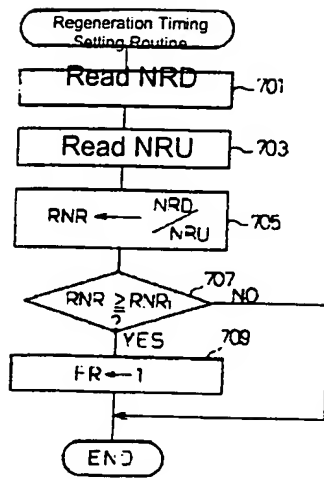 Regeneration Timing
Setting Routine
Read NRD
701
Read NRU
703
RNR ← NRD/NRU
705
707
RNR ≧ RNR₁
?
NO
YES
709
FR ← 1
END